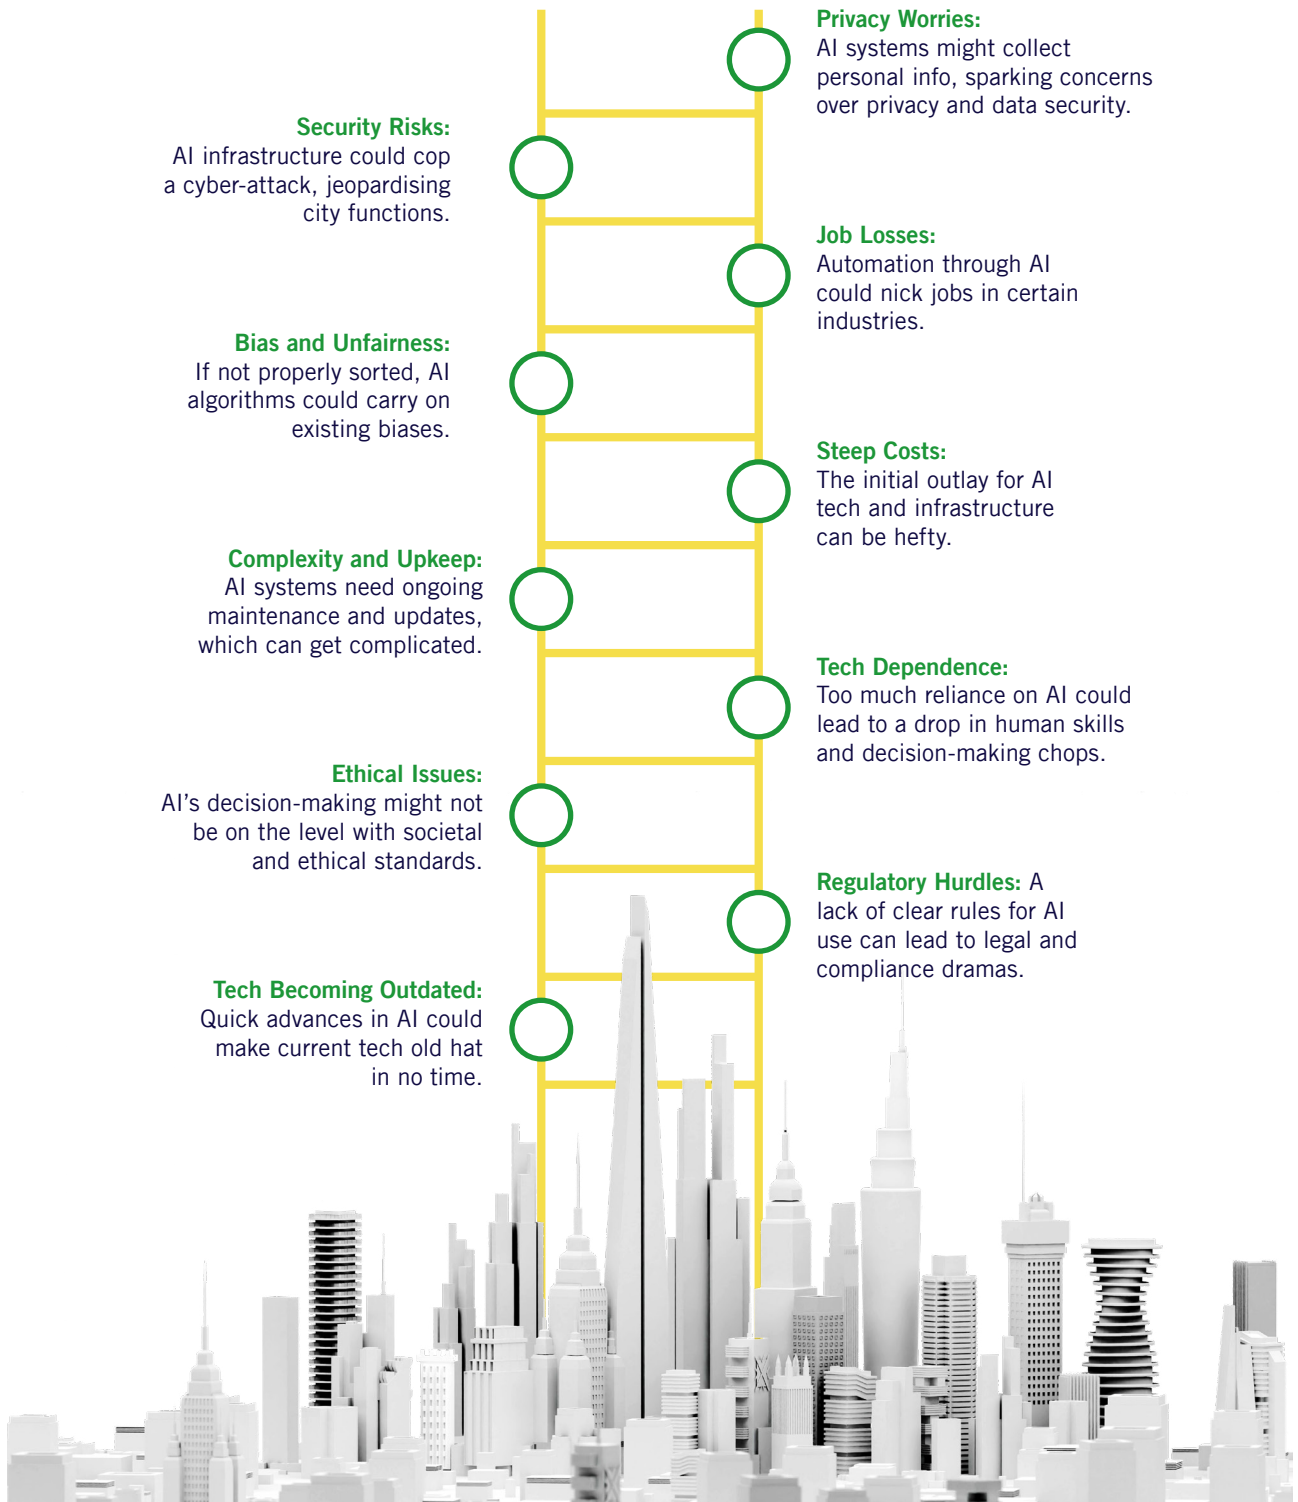 Privacy Worries:
AI systems might collect
personal info, sparking concerns
over privacy and data security.
Security Risks:
AI infrastructure could cop
a cyber-attack, jeopardising
city functions.
Job Losses:
Automation through AI
could nick jobs in certain
industries.
Bias and Unfairness:
If not properly sorted, AI
algorithms could carry on
existing biases.
Steep Costs:
The initial outlay for AI
tech and infrastructure
can be hefty.
Complexity and Upkeep:
AI systems need ongoing
maintenance and updates,
which can get complicated.
Tech Dependence:
Too much reliance on AI could
lead to a drop in human skills
and decision-making chops.
Ethical Issues:
AI’s decision-making might not
be on the level with societal
and ethical standards.
Regulatory Hurdles: A
lack of clear rules for AI
use can lead to legal and
compliance dramas.
Tech Becoming Outdated:
Quick advances in AI could
make current tech old hat
in no time.